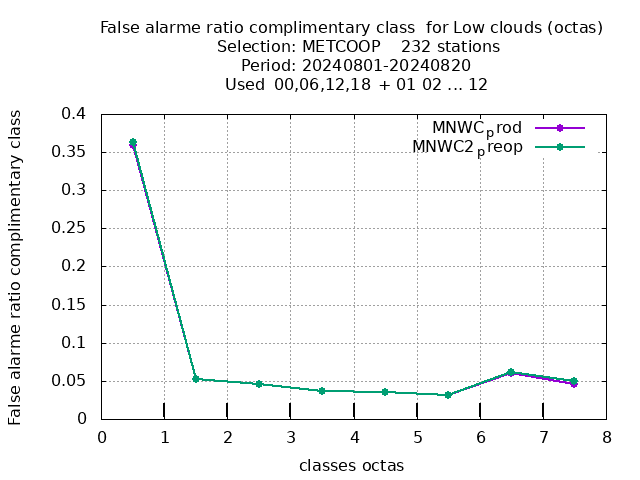 False alarme ratio complimentary class  for Low clouds (octas)
Selection: METCOOP    232 stations
Period: 20240801-20240820
Used  00,06,12,18 + 01 02 ... 12
False alarme ratio complimentary class
0.4
0.35
0.3
0.25
0.2
0.15
0.1
0.05
0
MNWCprod
MNWC2preop
0 1 2 3 4 5 6 7 8
classes octas